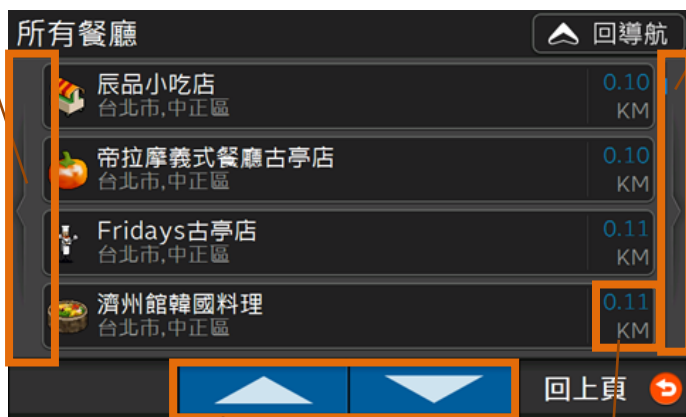 所有餐廳
回導航
辰品小吃店
0.10
台北市,中正區
KM
帝拉摩義式餐廳古亭店
0.10
台北市,中正區
KM
Fridays古亭店
0.11
台北市,中正區
KM
濟州館韓國料理
0.11
台北市,中正區
KM
回上頁